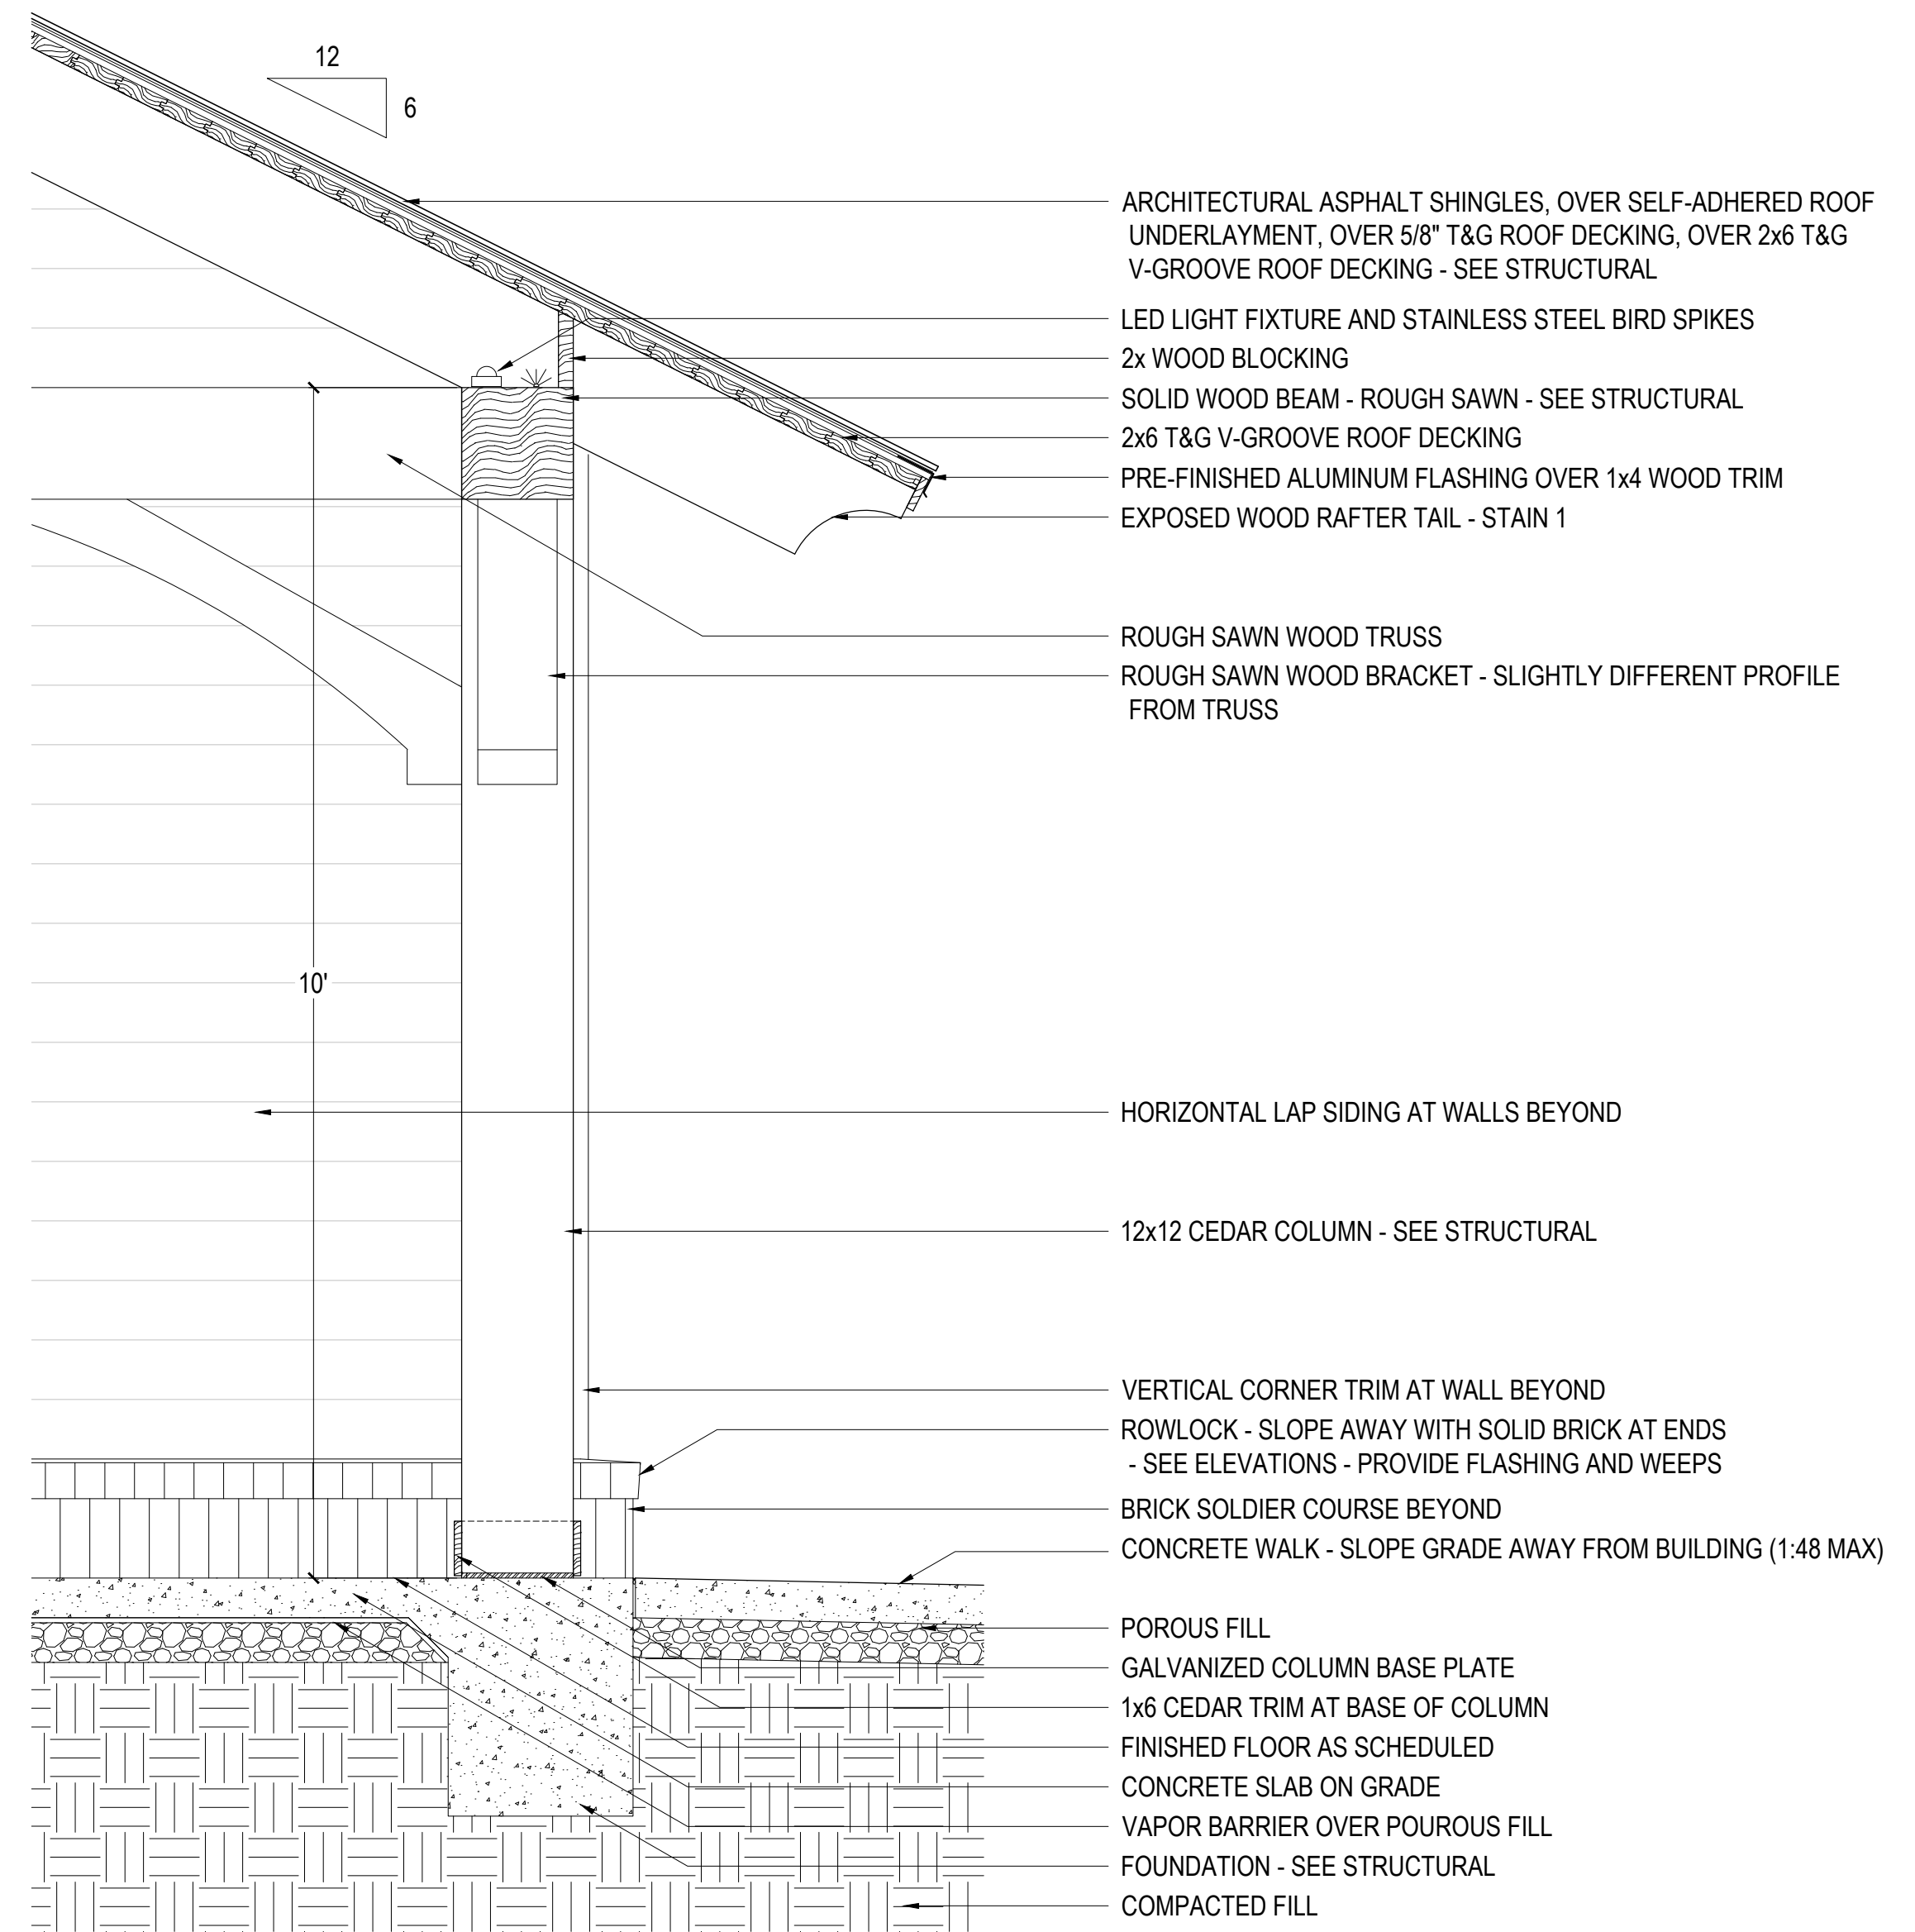 12
6
ARCHITECTURAL ASPHALT SHINGLES, OVER SELF-ADHERED ROOF
UNDERLAYMENT, OVER 5/8" T&G ROOF DECKING, OVER 2x6 T&G
V-GROOVE ROOF DECKING - SEE STRUCTURAL
LED LIGHT FIXTURE AND STAINLESS STEEL BIRD SPIKES
2x WOOD BLOCKING
SOLID WOOD BEAM - ROUGH SAWN - SEE STRUCTURAL
2x6 T&G V-GROOVE ROOF DECKING
PRE-FINISHED ALUMINUM FLASHING OVER 1x4 WOOD TRIM
EXPOSED WOOD RAFTER TAIL - STAIN 1
ROUGH SAWN WOOD TRUSS
ROUGH SAWN WOOD BRACKET - SLIGHTLY DIFFERENT PROFILE
FROM TRUSS
10'
HORIZONTAL LAP SIDING AT WALLS BEYOND
12x12 CEDAR COLUMN - SEE STRUCTURAL
VERTICAL CORNER TRIM AT WALL BEYOND
ROWLOCK - SLOPE AWAY WITH SOLID BRICK AT ENDS
- SEE ELEVATIONS - PROVIDE FLASHING AND WEEPS
BRICK SOLDIER COURSE BEYOND
CONCRETE WALK - SLOPE GRADE AWAY FROM BUILDING (1:48 MAX)
POROUS FILL
GALVANIZED COLUMN BASE PLATE
1x6 CEDAR TRIM AT BASE OF COLUMN
FINISHED FLOOR AS SCHEDULED
CONCRETE SLAB ON GRADE
VAPOR BARRIER OVER POUROUS FILL
FOUNDATION - SEE STRUCTURAL
COMPACTED FILL